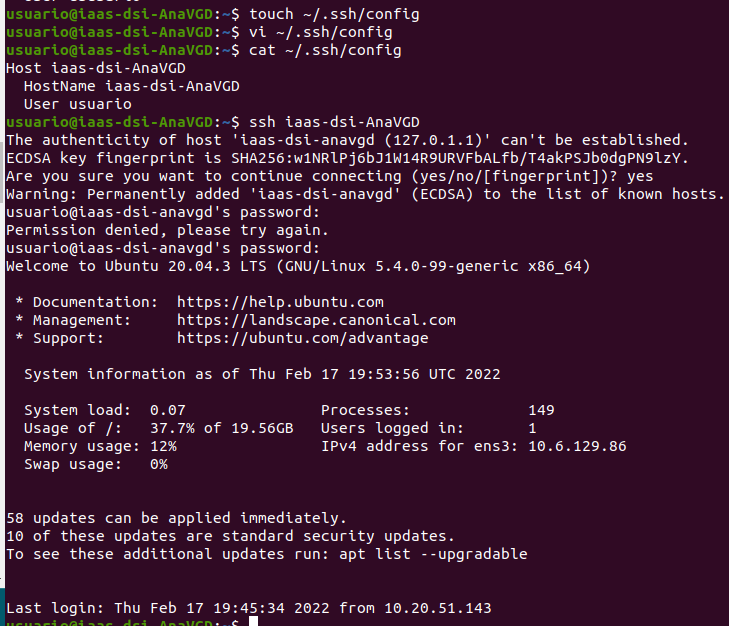 usuario@iaas-dsi-AnaVGD:~$ touch ~/.ssh/config
usuario@iaas-dsi-AnaVGD:~$ vi ~/.ssh/config
usuario@iaas-dsi-AnaVGD:~$ cat ~/.ssh/config
Host iaas-dsi-AnaVGD
  HostName iaas-dsi-AnaVGD
  User usuario
usuario@iaas-dsi-AnaVGD:~$ ssh iaas-dsi-AnaVGD
The authenticity of host 'iaas-dsi-anavgd (127.0.1.1)' can't be established.
ECDSA key fingerprint is SHA256:w1NRlPj6bJ1W14R9URVFbALfb/T4akPSJb0dgPN9lzY.
Are you sure you want to continue connecting (yes/no/[fingerprint])? yes
Warning: Permanently added 'iaas-dsi-anavgd' (ECDSA) to the list of known hosts.
usuario@iaas-dsi-anavgd's password:
Permission denied, please try again.
usuario@iaas-dsi-anavgd's password:
Welcome to Ubuntu 20.04.3 LTS (GNU/Linux 5.4.0-99-generic x86_64)

 * Documentation:  https://help.ubuntu.com
 * Management:     https://landscape.canonical.com
 * Support:        https://ubuntu.com/advantage

  System information as of Thu Feb 17 19:53:56 UTC 2022

  System load:  0.07               Processes:             149
  Usage of /:   37.7% of 19.56GB   Users logged in:       1
  Memory usage: 12%                IPv4 address for ens3: 10.6.129.86
  Swap usage:   0%

58 updates can be applied immediately.
10 of these updates are standard security updates.
To see these additional updates run: apt list --upgradable

Last login: Thu Feb 17 19:45:34 2022 from 10.20.51.143
usuario@iaas-dsi-AnaVGD:~$